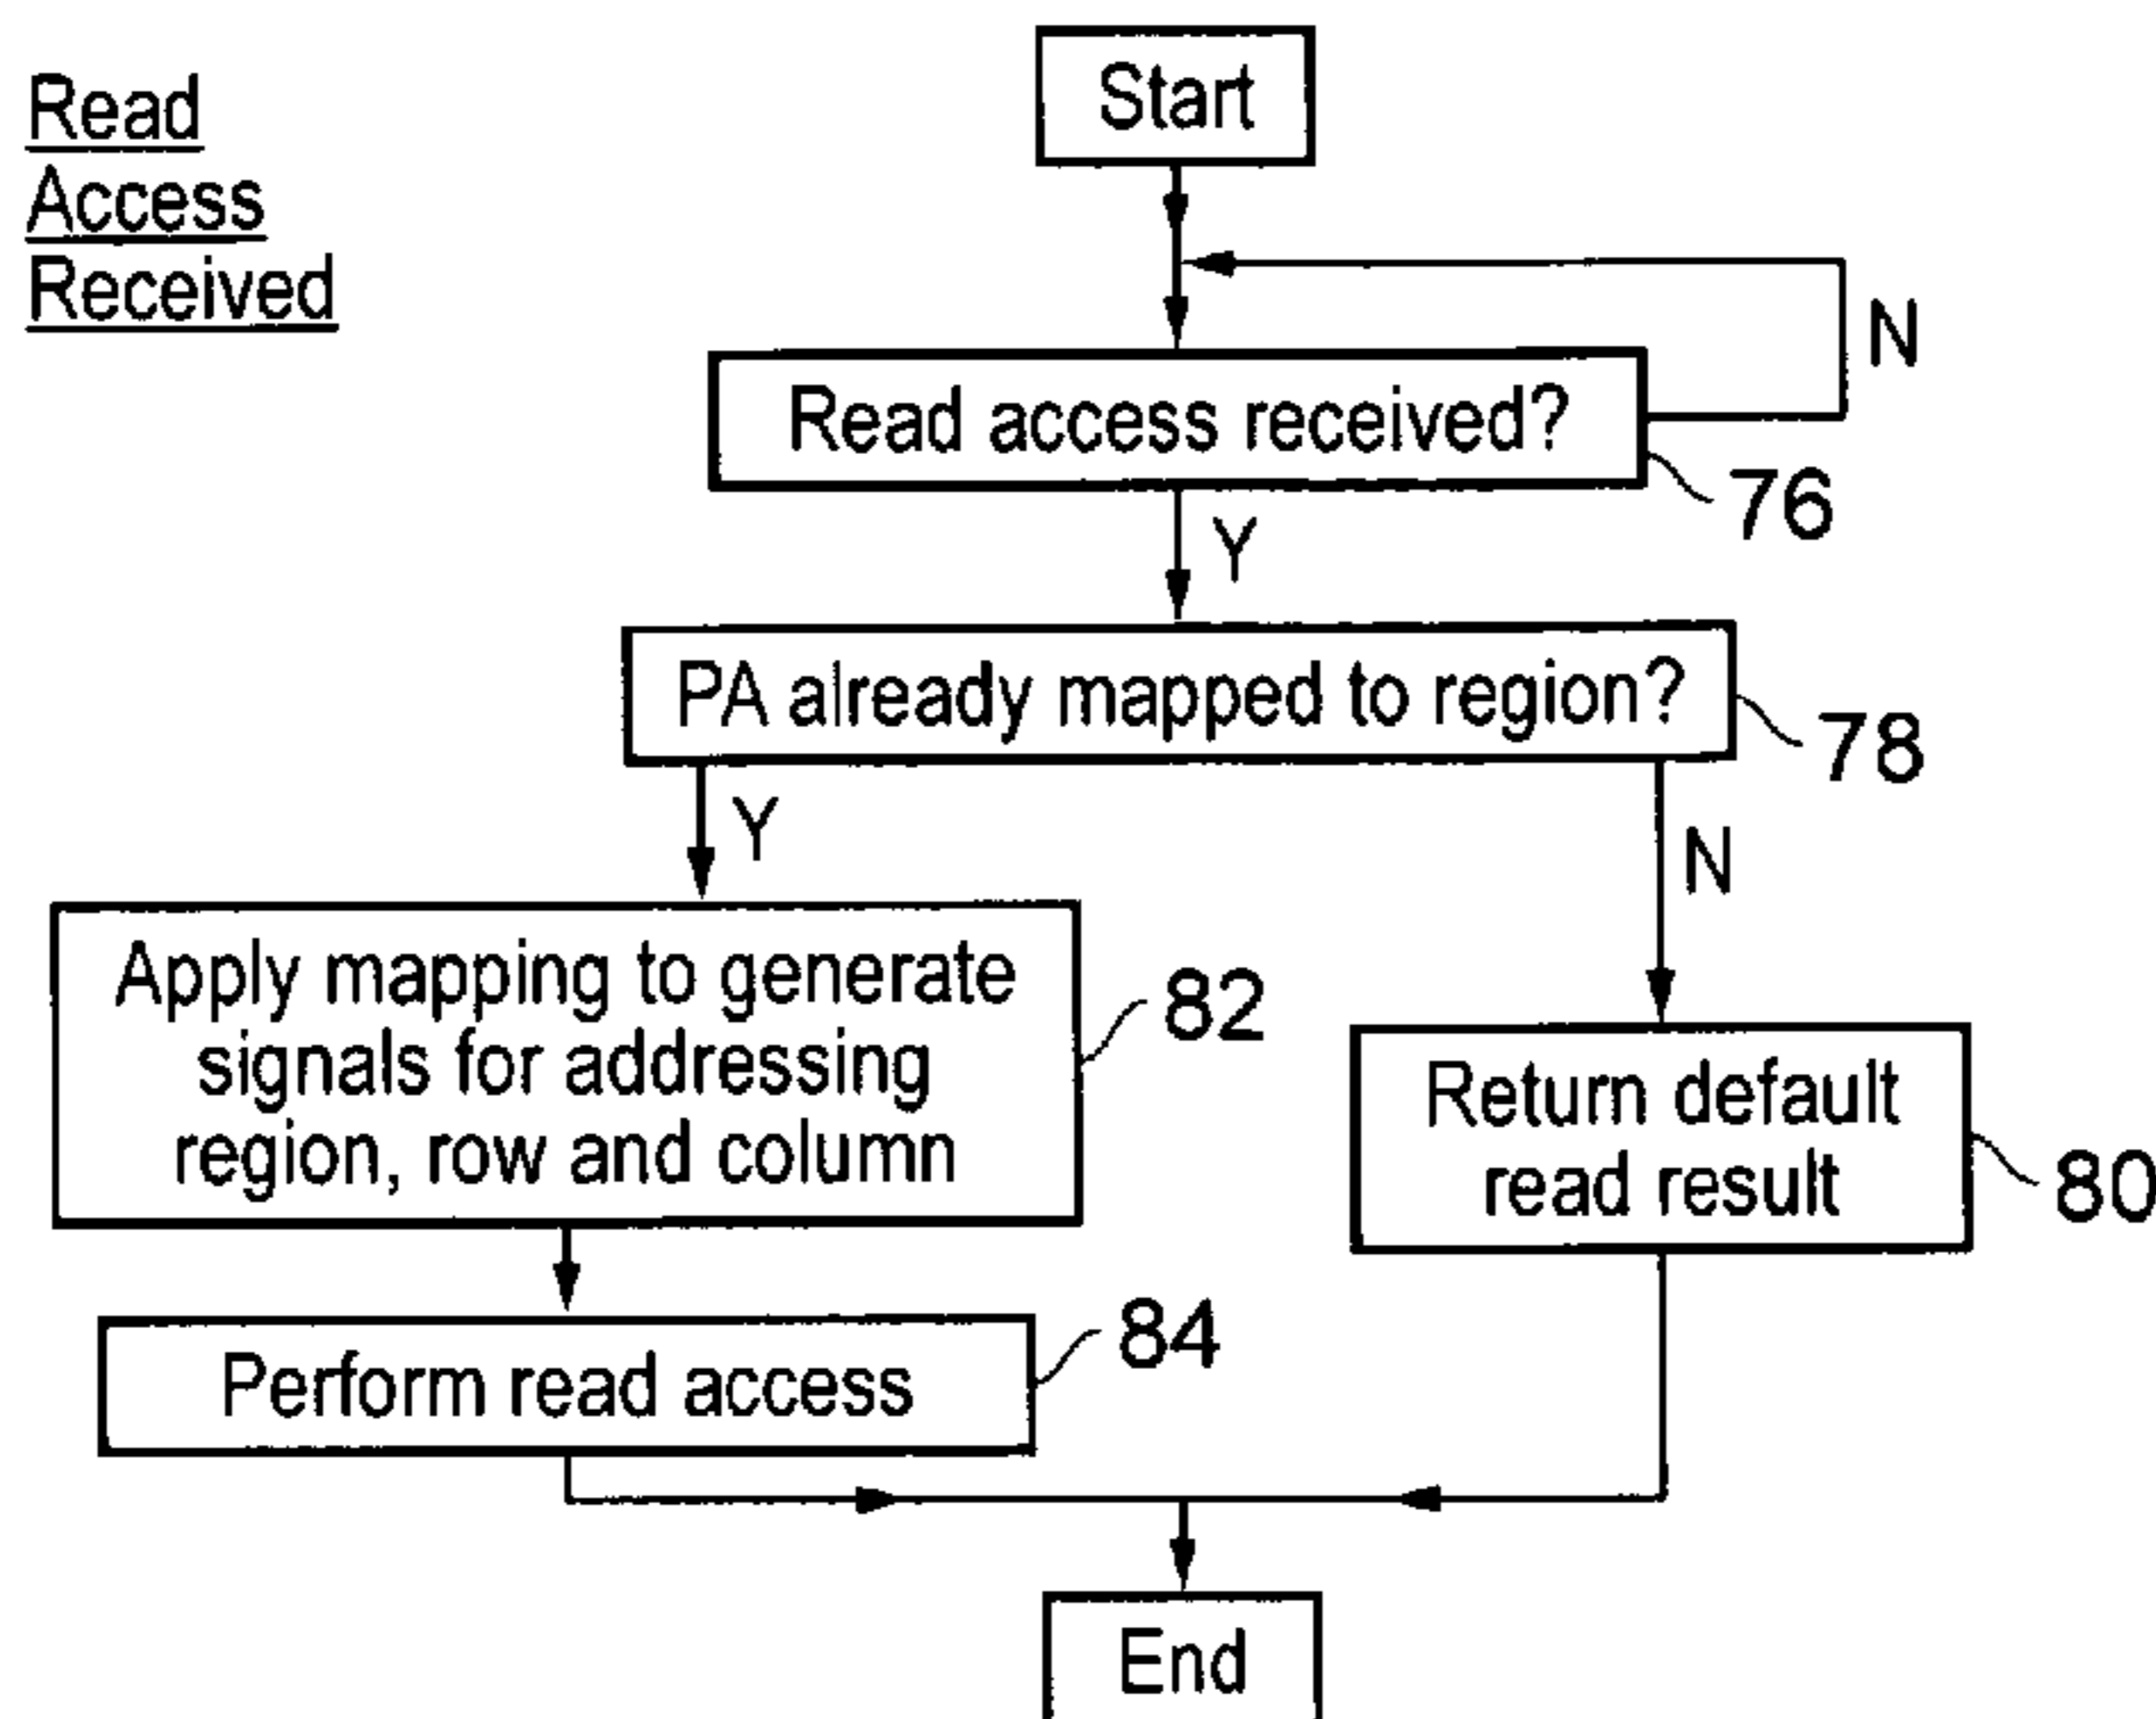 Read
Access
Received
Start
N
Read access received?
76
Y
PA already mapped to region?
78
Y
N
Apply mapping to generate
signals for addressing
region, row and column
82
Return default
read result
80
Perform read access
84
End